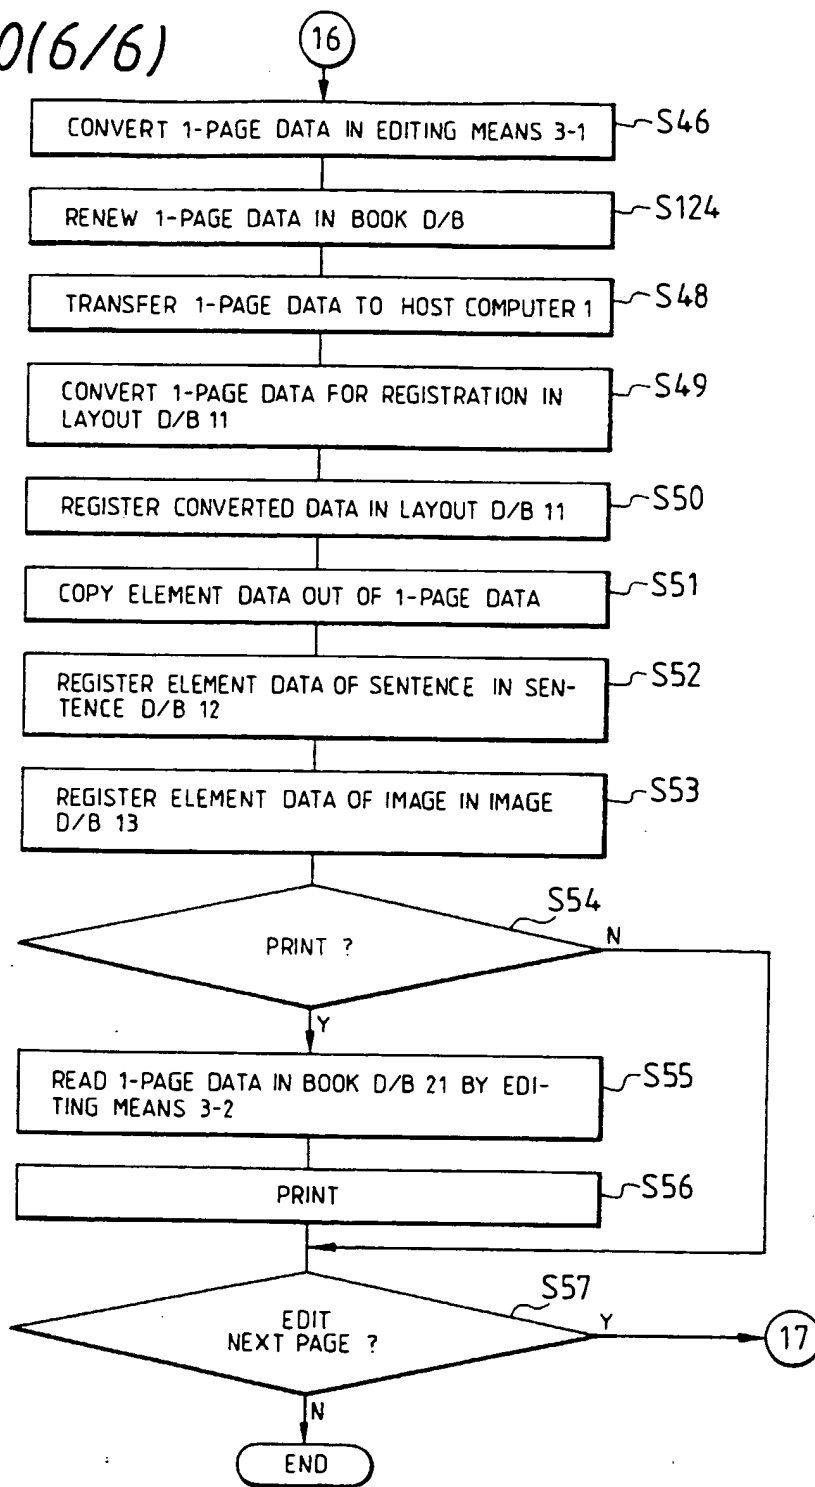 0(6/6)
16
CONVERT 1-PAGE DATA IN EDITING MEANS 3-1
S46
RENEW 1-PAGE DATA IN BOOK D/B
S124
TRANSFER 1-PAGE DATA TO HOST COMPUTER 1
S48
CONVERT 1-PAGE DATA FOR REGISTRATION IN
LAYOUT D/B 11
S49
REGISTER CONVERTED DATA IN LAYOUT D/B 11
S50
COPY ELEMENT DATA OUT OF 1-PAGE DATA
S51
REGISTER ELEMENT DATA OF SENTENCE IN SEN-
TENCE D/B 12
S52
REGISTER ELEMENT DATA OF IMAGE IN IMAGE
D/B 13
S53
S54
PRINT ?
N
Y
READ 1-PAGE DATA IN BOOK D/B 21 BY EDI-
TING MEANS 3-2
S55
PRINT
S56
S57
EDIT
NEXT PAGE ?
Y
17
N
END